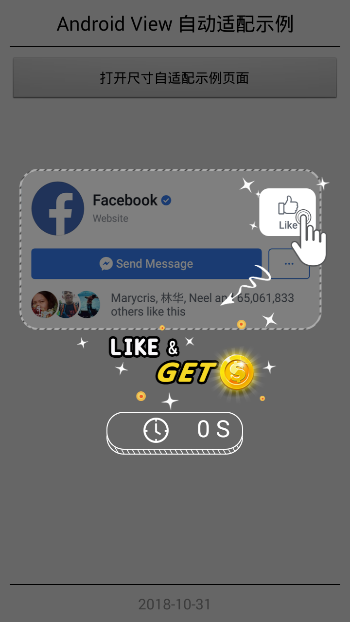 Android View 自动适配示例
打开尺寸自适配示例页面
Facebook
Website
Like
Send Message
...
Marycris, 林华, Neel and 65,061,833
others like this
LIKE &
GET
0 S
2018-10-31